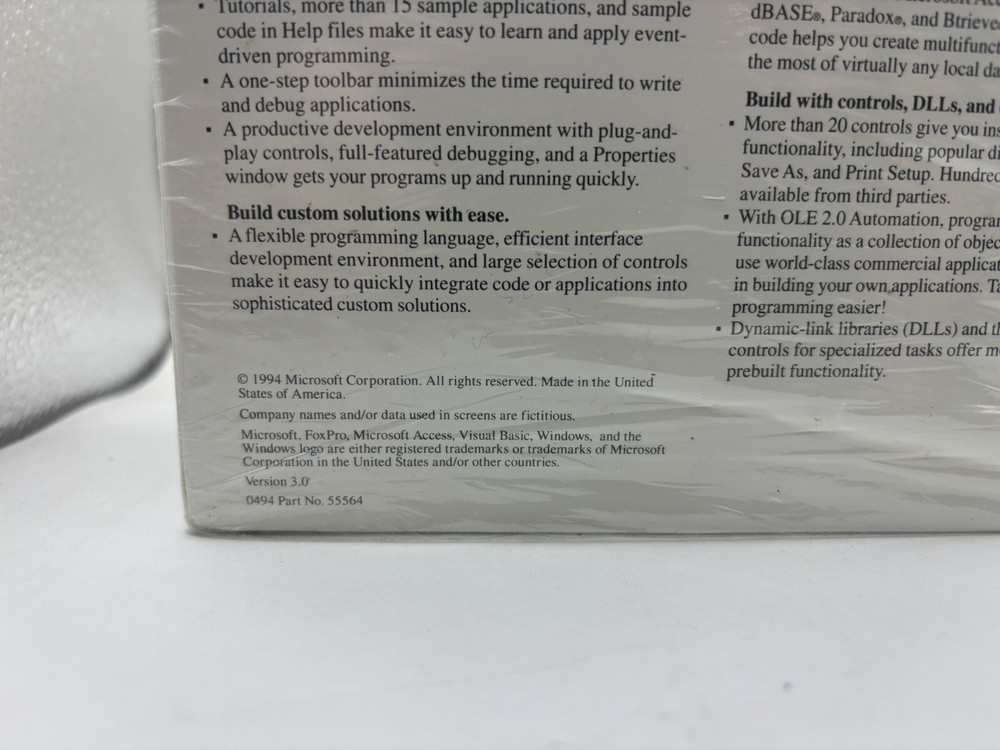 Tutorials, more than 15 sample applications, and sample
code in Help files make it easy to learn and apply event-
driven programming.
▪ A one-step toolbar minimizes the time required to write
and debug applications.
▪ A productive development environment with plug-and-
play controls, full-featured debugging, and a Properties
window gets your programs up and running quickly.
Build custom solutions with ease.
▪ A flexible programming language, efficient interface
development environment, and large selection of controls
make it easy to quickly integrate code or applications into
sophisticated custom solutions.
© 1994 Microsoft Corporation. All rights reserved. Made in the United
States of America.
Company names and/or data used in screens are fictitious.
Microsoft, FoxPro, Microsoft Access, Visual Basic, Windows, and the
Windows logo are either registered trademarks or trademarks of Microsoft
Corporation in the United States and/or other countries.
Version 3.0
0494 Part No. 55564
dBASE®, Paradox®, and Btrieve
code helps you create
the most of virtually any local
Build with controls, DLLs, and
▪ More than 20 controls give you
functionality, including popular
Save As, and Print Setup.
available from third parties.
▪ With OLE 2.0 Automation,
functionality as a collection of
use world-class commercial
in building your own applications.
programming easier!
▪ Dynamic-link libraries (DLLs) and
controls for specialized tasks offer
prebuilt functionality.